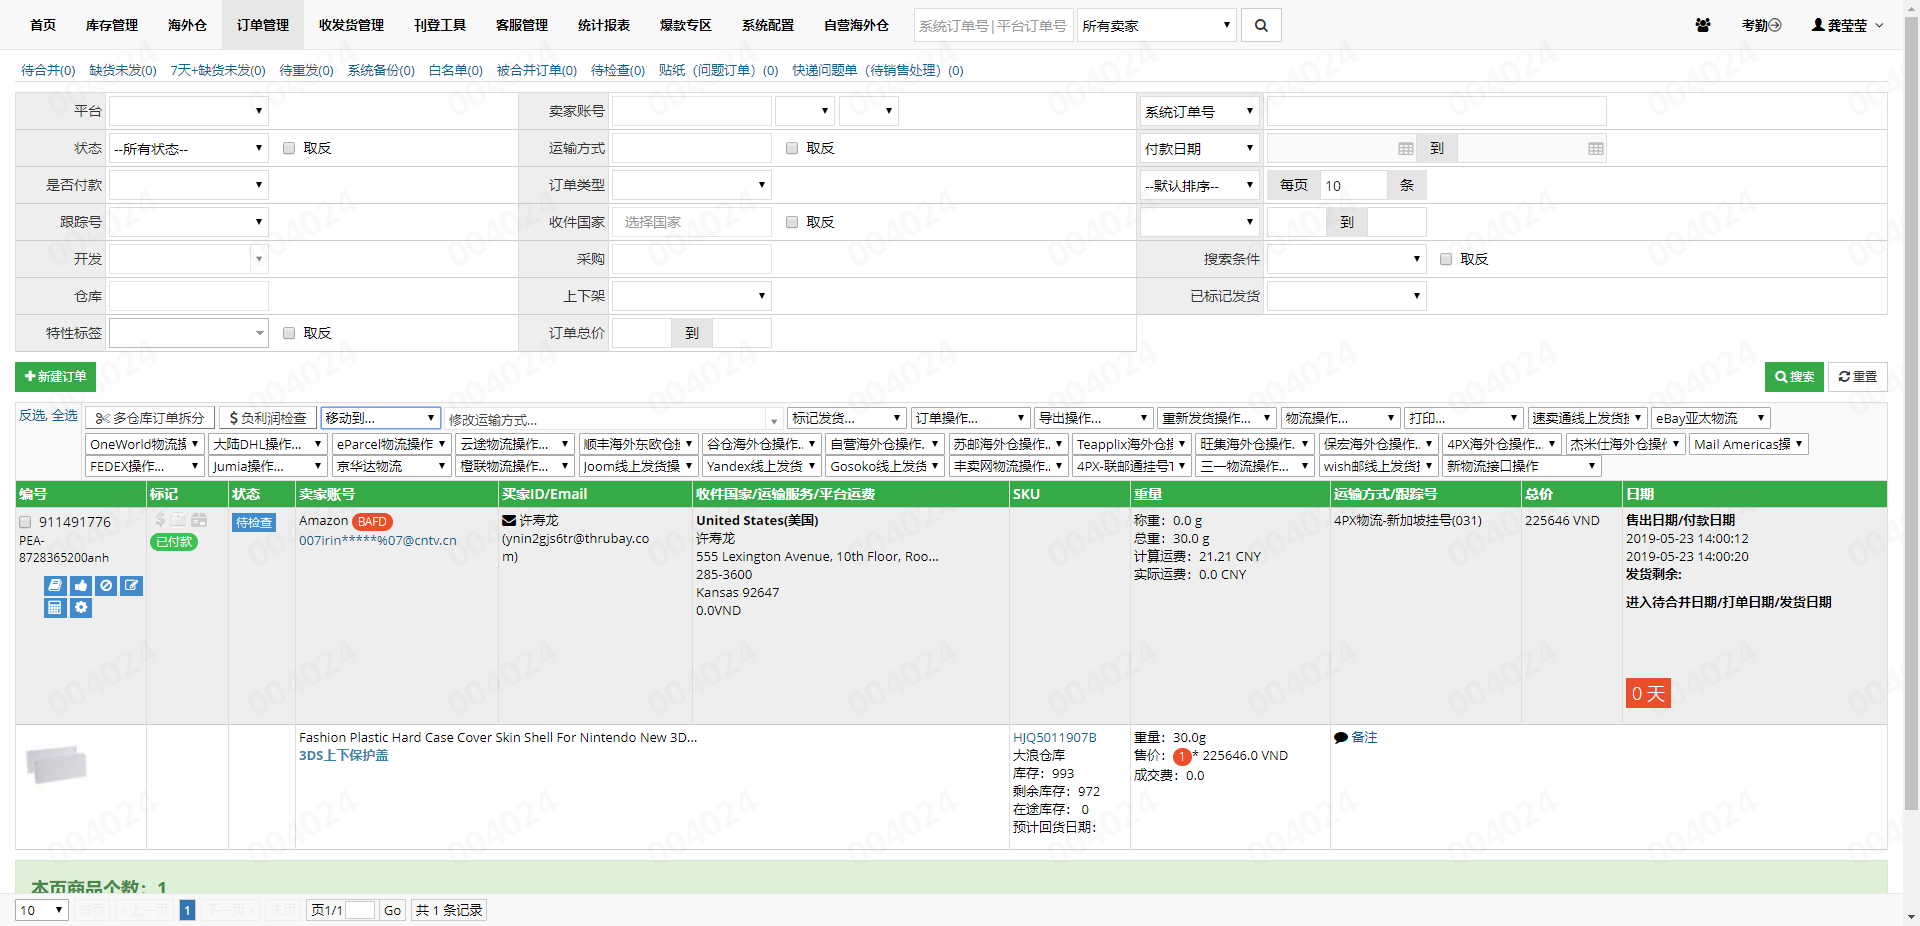 首页 库存管理 海外仓 订单管理 收发货管理 刊登工具 客服管理 统计报表 爆款专区 系统配置 自营海外仓 系统订单号|平台订单号 所有卖家 考勤 龚莹莹
待合并(0) 缺货未发(0) 7天+缺货未发(0) 待重发(0) 系统备份(0) 白名单(0) 被合并订单(0) 待检查(0) 贴纸（问题订单）(0) 快递问题单（待销售处理）(0)
平台 卖家账号 系统订单号
状态 --所有状态-- 取反 运输方式 取反 付款日期 到
是否付款 订单类型 --默认排序-- 每页 10 条
跟踪号 收件国家 选择国家 取反 到
开发 采购 搜索条件 取反
仓库 上下架 已标记发货
特性标签 取反 订单总价 到
新建订单 搜索 重置
反选, 全选 多仓库订单拆分 $ 负利润检查 移动到... 修改运输方式... 标记发货... 订单操作... 导出操作... 重新发货操作... 物流操作... 打印... 速卖通线上发货 eBay亚太物流
OneWorld物流操 大陆DHL操作... eParcel物流操作 云途物流操作... 顺丰海外东欧仓 谷仓海外仓操作.. 自营海外仓操作. 苏邮海外仓操作.. Teapplix海外仓 旺集海外仓操作.. 保宏海外仓操作.. 4PX海外仓操作... 杰米仕海外仓操 Mail Americas操
FEDEX操作... Jumia操作... 京华达物流 橙联物流操作... Joom线上发货操 Yandex线上发货 Gosoko线上发货 丰卖网物流操作.. 4PX-联邮通挂号 三一物流操作... wish邮线上发货 新物流接口操作
编号 标记 状态 卖家账号 买家ID/Email 收件国家/运输服务/平台运费 SKU 重量 运输方式/跟踪号 总价 日期
911491776
PEA-
8728365200anh
已付款
待检查
Amazon BAFD
007irin*****%07@cntv.cn
许寿龙
(ynin2gjs6tr@thrubay.co
m)
United States(美国)
许寿龙
555 Lexington Avenue, 10th Floor, Roo...
285-3600
Kansas 92647
0.0VND
称重：0.0 g
总重：30.0 g
计算运费：21.21 CNY
实际运费：0.0 CNY
4PX物流-新加坡挂号(031)
225646 VND
售出日期/付款日期
2019-05-23 14:00:12
2019-05-23 14:00:20
发货剩余:
进入待合并日期/打单日期/发货日期
0 天
Fashion Plastic Hard Case Cover Skin Shell For Nintendo New 3D...
3DS上下保护盖
HJQ5011907B
大浪仓库
库存：993
剩余库存：972
在途库存： 0
预计回货日期：
重量：30.0g
售价： 1 * 225646.0 VND
成交费：0.0
备注
本页商品个数：1
10 首页 « 上一页 1 下一页 » 末页 页1/1 Go 共 1 条记录
004024